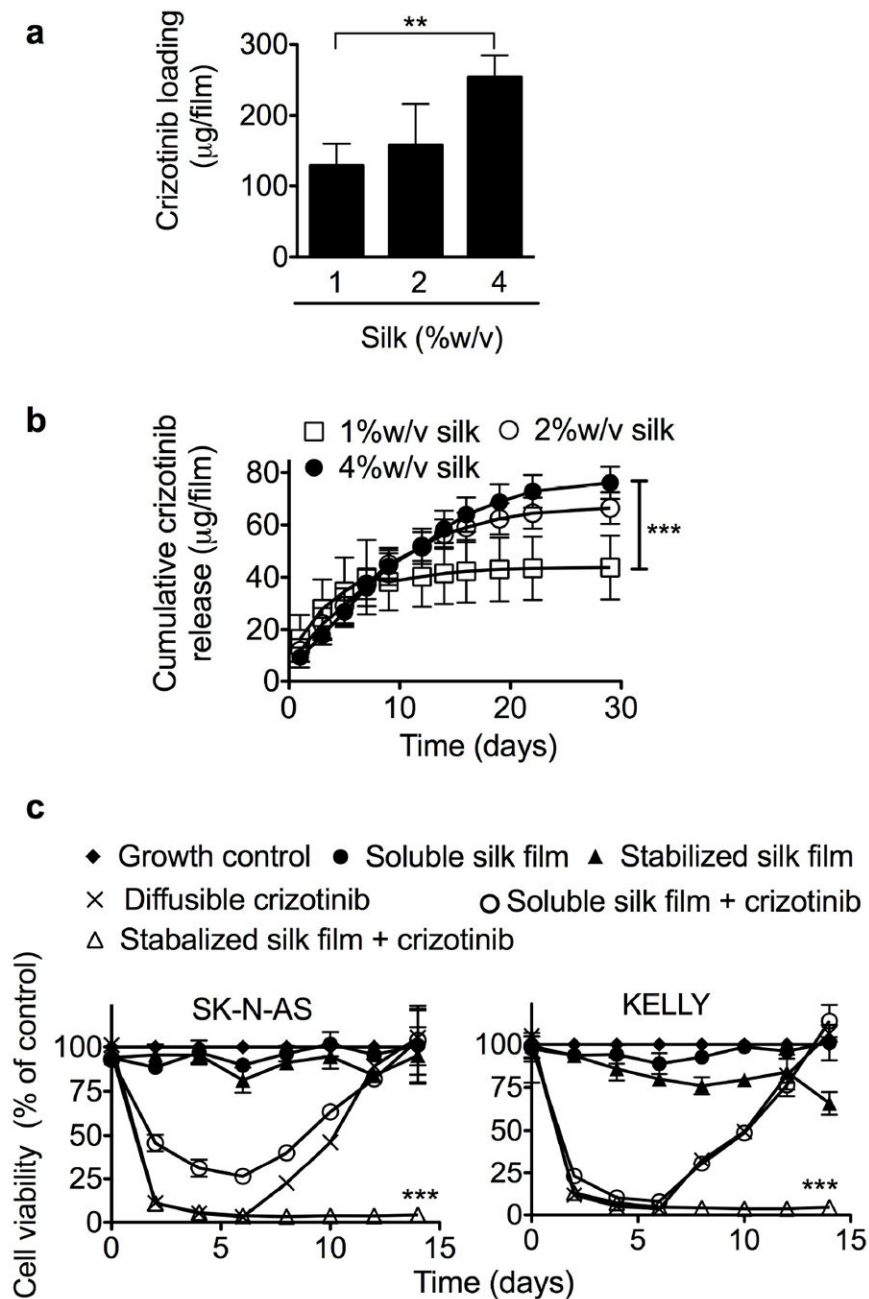 a
**
Crizotinib loading
(μg/film)
300
200
100
0
1 2 4
Silk (%w/v)
b
□ 1%w/v silk ○ 2%w/v silk
● 4%w/v silk
Cumulative crizotinib
release (μg/film)
80
60
40
20
0
***
0 10 20 30
Time (days)
c
◆ Growth control ● Soluble silk film ▲ Stabilized silk film
× Diffusible crizotinib ○ Soluble silk film + crizotinib
△ Stabalized silk film + crizotinib
Cell viability (% of control)
SK-N-AS
100
75
50
25
0
***
0 5 10 15
KELLY
100
75
50
25
0
***
0 5 10 15
Time (days)